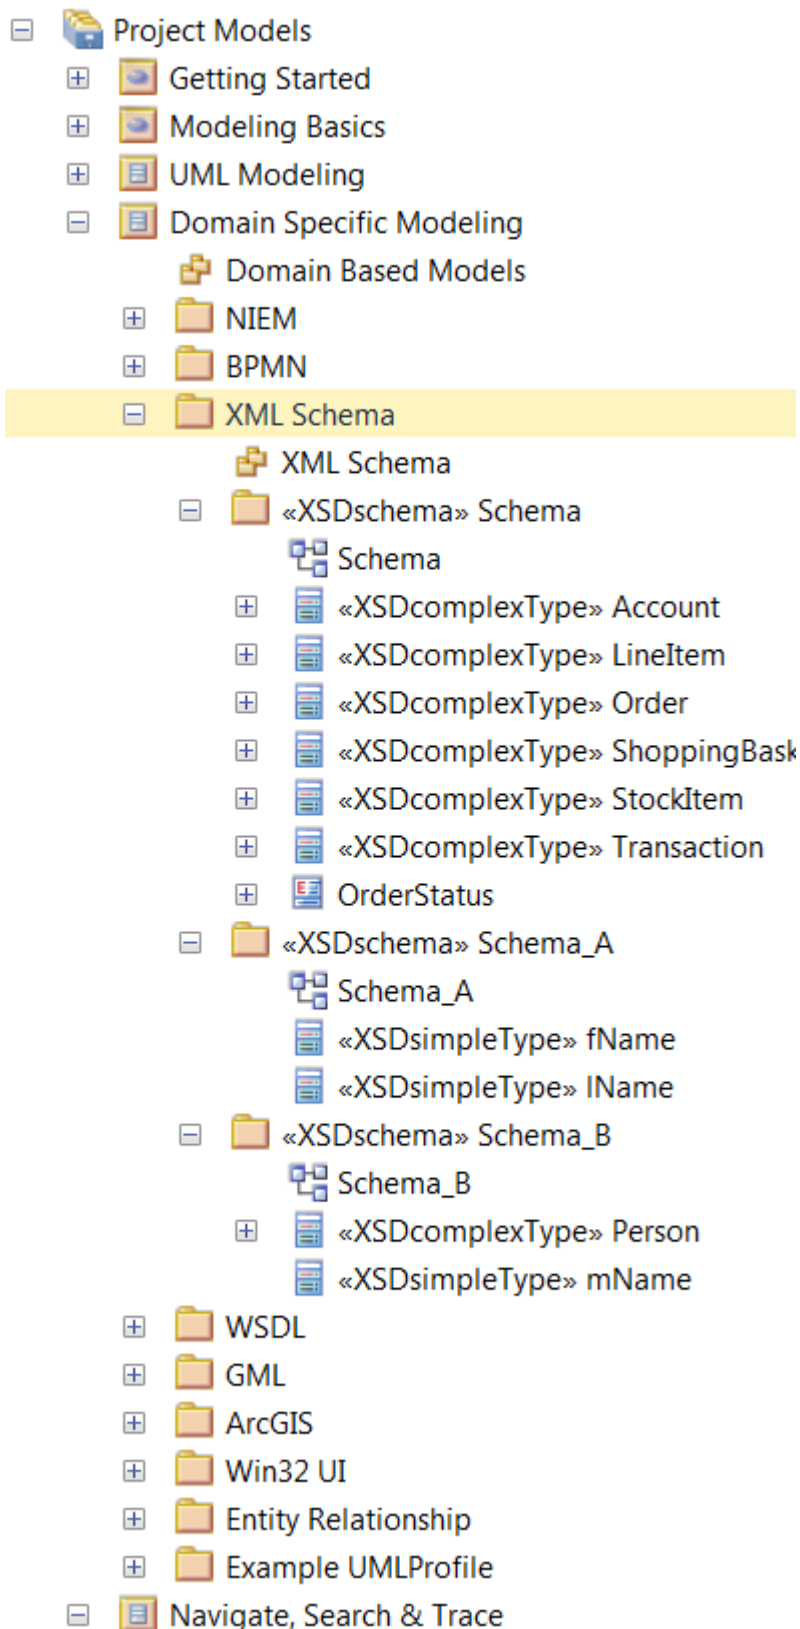 Project Models
Getting Started
Modeling Basics
UML Modeling
Domain Specific Modeling
Domain Based Models
NIEM
BPMN
XML Schema
XML Schema
«XSDschema» Schema
Schema
«XSDcomplexType» Account
«XSDcomplexType» LineItem
«XSDcomplexType» Order
«XSDcomplexType» ShoppingBask
«XSDcomplexType» StockItem
«XSDcomplexType» Transaction
OrderStatus
«XSDschema» Schema_A
Schema_A
«XSDsimpleType» fName
«XSDsimpleType» lName
«XSDschema» Schema_B
Schema_B
«XSDcomplexType» Person
«XSDsimpleType» mName
WSDL
GML
ArcGIS
Win32 UI
Entity Relationship
Example UMLProfile
Navigate, Search & Trace